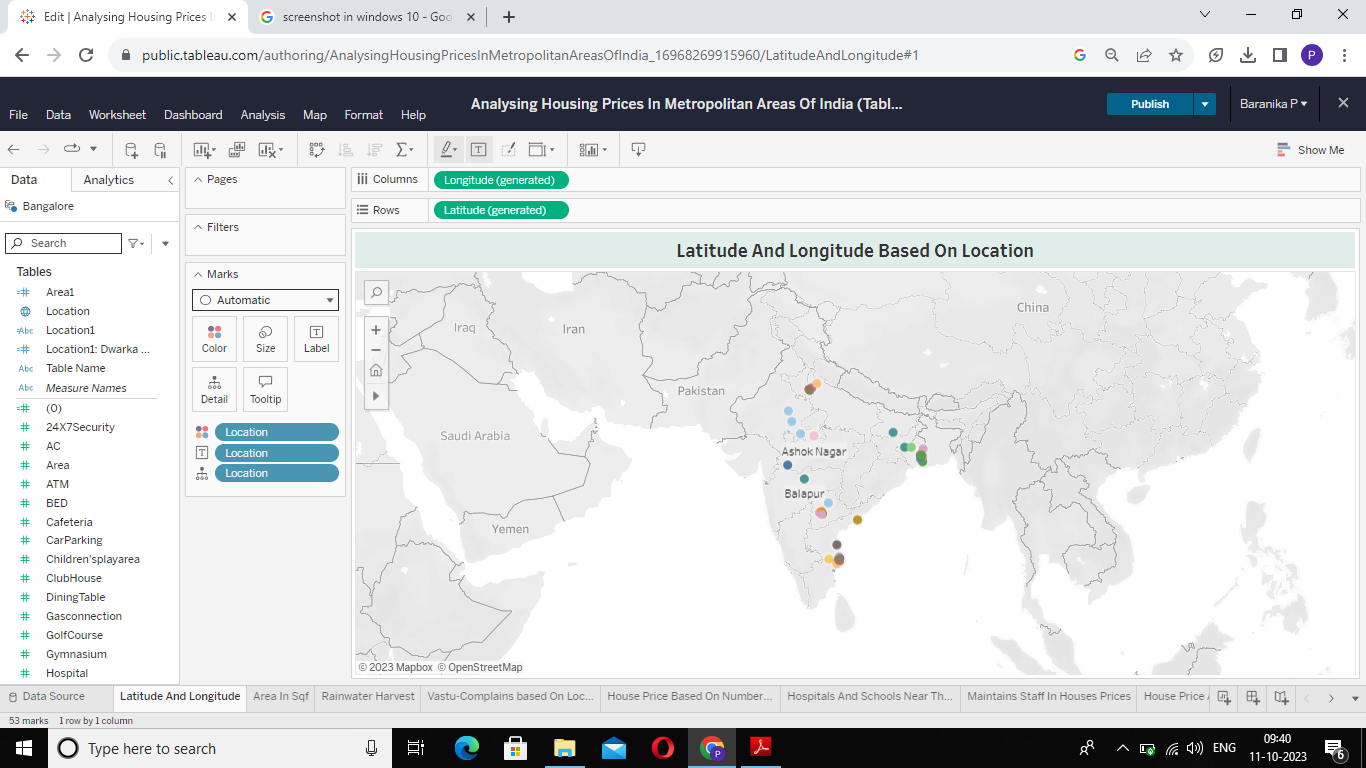 Edit | Analysing Housing Prices I
screenshot in windows 10 - Goo
public.tableau.com/authoring/AnalysingHousingPricesInMetropolitanAreasOfIndia_16968269915960/LatitudeAndLongitude#1
P
Analysing Housing Prices In Metropolitan Areas Of India (Tabl...
Publish
Baranika P
File Data Worksheet Dashboard Analysis Map Format Help
Show Me
Data Analytics
Bangalore
Search
Tables
Area1
Location
Abc Location1
Location1: Dwarka ...
Abc Table Name
Abc Measure Names
(O)
24X7Security
AC
Area
ATM
BED
Cafeteria
CarParking
Children'splayarea
ClubHouse
DiningTable
Gasconnection
GolfCourse
Gymnasium
Hospital
Pages
Filters
Marks
Automatic
Color Size Label
Detail Tooltip
Location
Location
Location
Columns Longitude (generated)
Rows Latitude (generated)
Latitude And Longitude Based On Location
China
Iraq
Iran
Pakistan
Saudi Arabia
Ashok Nagar
Balapur
Yemen
© 2023 Mapbox © OpenStreetMap
Data Source Latitude And Longitude Area In Sqf Rainwater Harvest Vastu-Complains based On Loc... House Price Based On Number... Hospitals And Schools Near Th... Maintains Staff In Houses Prices House Price
53 marks 1 row by 1 column
Type here to search
P
ENG
09:40
11-10-2023
6